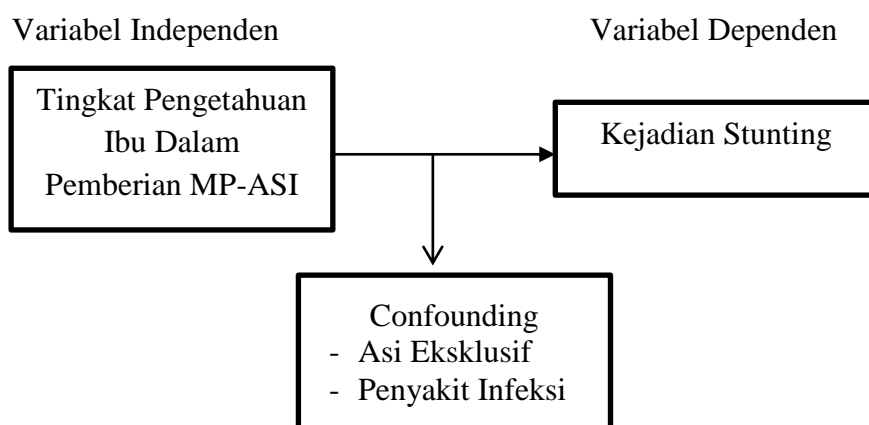 Variabel Independen
Variabel Dependen
Tingkat Pengetahuan
Ibu Dalam
Pemberian MP-ASI
Kejadian Stunting
Confounding
- Asi Eksklusif
- Penyakit Infeksi